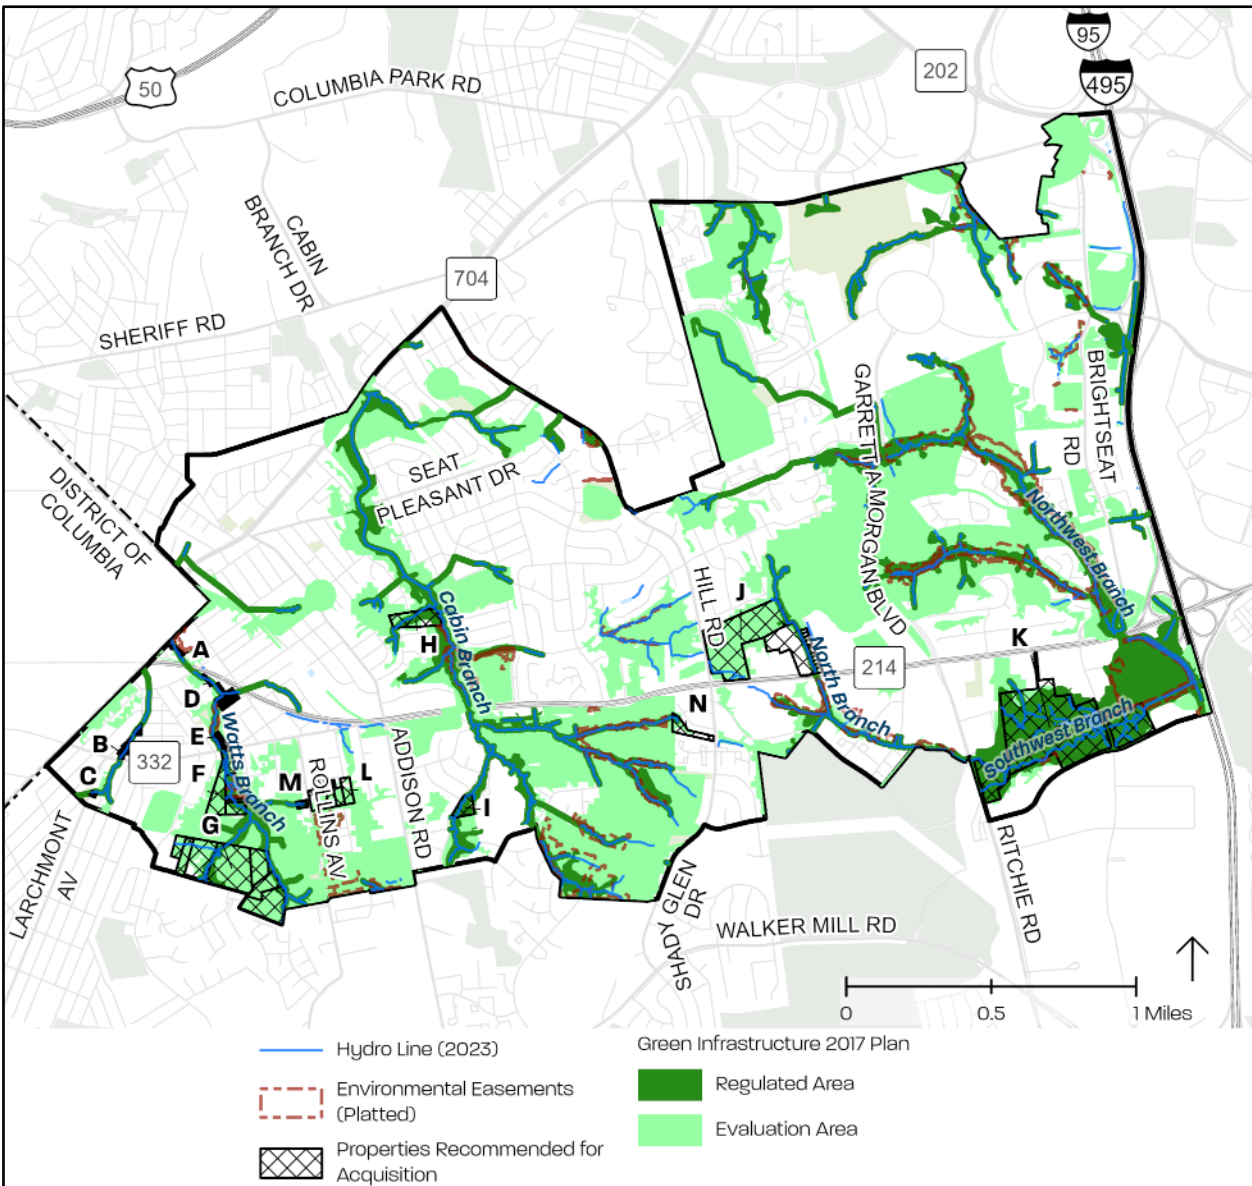 95
202
50
495
COLUMBIA PARK RD
CABIN
BRANCH DR
704
SHERIFF RD
BRIGHTSEAT
RD
GARRETT A MORGAN BLVD
SEAT
PLEASANT DR
DISTRICT OF
COLUMBIA
Northwest Branch
HILL RD
J
Cabin Branch
H
A
North Branch
K
214
D
N
Watts Branch
E
B
332
ADDISON RD
Southwest Branch
F
M
ROLLINS AV
L
C
I
G
LARCHMONT
AV
RITCHIE RD
SHADY GLEN
DR
WALKER MILL RD
0
0.5
1 Miles
Hydro Line (2023)
Environmental Easements
(Platted)
Properties Recommended for
Acquisition
Green Infrastructure 2017 Plan
Regulated Area
Evaluation Area